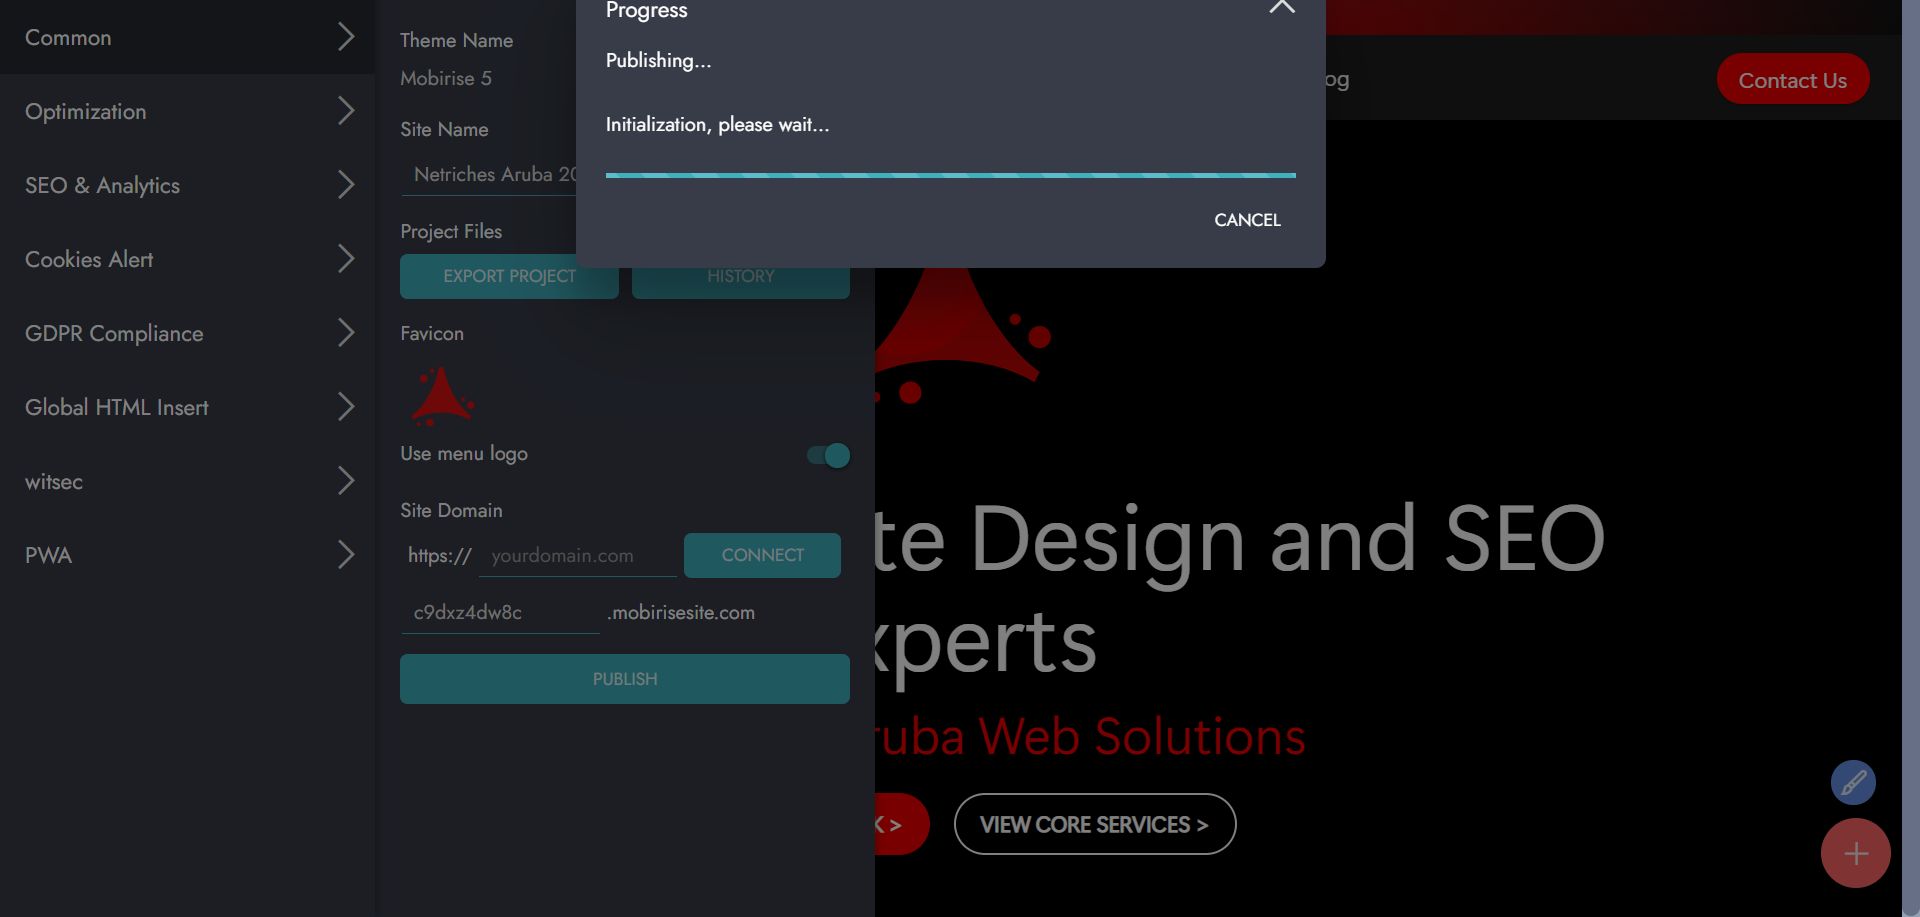 Common
Optimization
SEO & Analytics
Cookies Alert
GDPR Compliance
Global HTML Insert
witsec
PWA
Theme Name
Mobirise 5
Site Name
Netriches Aruba 20
Project Files
EXPORT PROJECT
HISTORY
Favicon
Use menu logo
Site Domain
https:// yourdomain.com CONNECT
c9dxz4dw8c .mobirisesite.com
PUBLISH
Progress
Publishing...
Initialization, please wait...
CANCEL
og
Contact Us
te Design and SEO
xperts
ruba Web Solutions
K >
VIEW CORE SERVICES >